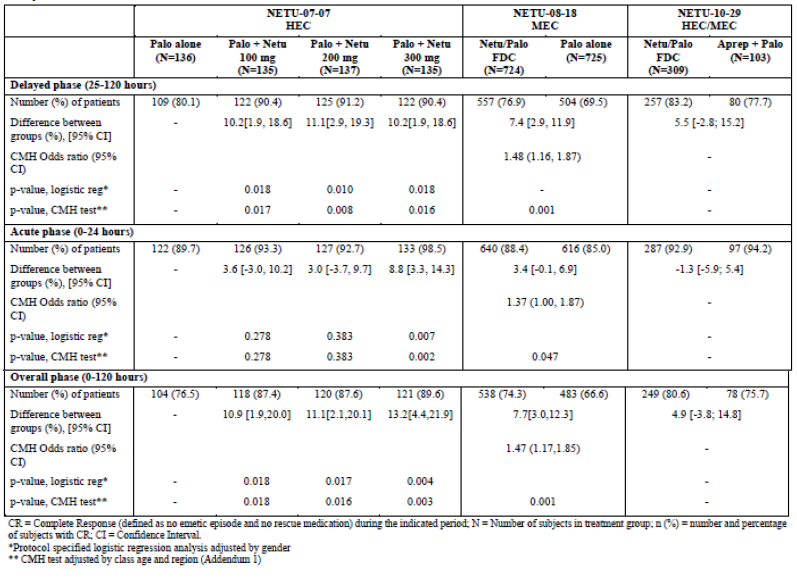 NETU-07-07 NETU-08-18 NETU-10-29
HEC MEC HEC/MEC
Palo alone Palo + Netu Palo + Netu Palo + Netu Netu/Palo Palo alone Netu/Palo Aprep + Palo
(N=136) 100 mg 200 mg 300 mg FDC (N=725) FDC (N=103)
(N=135) (N=137) (N=135) (N=724) (N=309)
Delayed phase (25-120 hours)
Number (%) of patients 109 (80.1) 122 (90.4) 125 (91.2) 122 (90.4) 557 (76.9) 504 (69.5) 257 (83.2) 80 (77.7)
Difference between - 10.2[1.9, 18.6] 11.1[2.9, 19.3] 10.2[1.9, 18.6] 7.4 [2.9, 11.9] 5.5 [-2.8; 15.2]
groups (%), [95% CI]
CMH Odds ratio (95% 1.48 (1.16, 1.87) -
CI)
p-value, logistic reg* - 0.018 0.010 0.018 - -
p-value, CMH test** - 0.017 0.008 0.016 0.001 -
Acute phase (0-24 hours)
Number (%) of patients 122 (89.7) 126 (93.3) 127 (92.7) 133 (98.5) 640 (88.4) 616 (85.0) 287 (92.9) 97 (94.2)
Difference between - 3.6 [-3.0, 10.2] 3.0 [-3.7, 9.7] 8.8 [3.3, 14.3] 3.4 [-0.1, 6.9] -1.3 [-5.9; 5.4]
groups (%), [95% CI]
CMH Odds ratio (95% 1.37 (1.00, 1.87) -
CI)
p-value, logistic reg* - 0.278 0.383 0.007 -
p-value, CMH test** - 0.278 0.383 0.002 0.047 -
Overall phase (0-120 hours)
Number (%) of patients 104 (76.5) 118 (87.4) 120 (87.6) 121 (89.6) 538 (74.3) 483 (66.6) 249 (80.6) 78 (75.7)
Difference between - 10.9 [1.9,20.0] 11.1[2.1,20.1] 13.2[4.4,21.9] 7.7[3.0,12.3] 4.9 [-3.8; 14.8]
groups (%), [95% CI]
CMH Odds ratio (95% 1.47 (1.17,1.85) -
CI)
p-value, logistic reg* - 0.018 0.017 0.004 -
p-value, CMH test** - 0.018 0.016 0.003 0.001 -
CR = Complete Response (defined as no emetic episode and no rescue medication) during the indicated period; N = Number of subjects in treatment group; n (%) = number and percentage
of subjects with CR; CI = Confidence Interval.
*Protocol specified logistic regression analysis adjusted by gender
** CMH test adjusted by class age and region (Addendum 1)